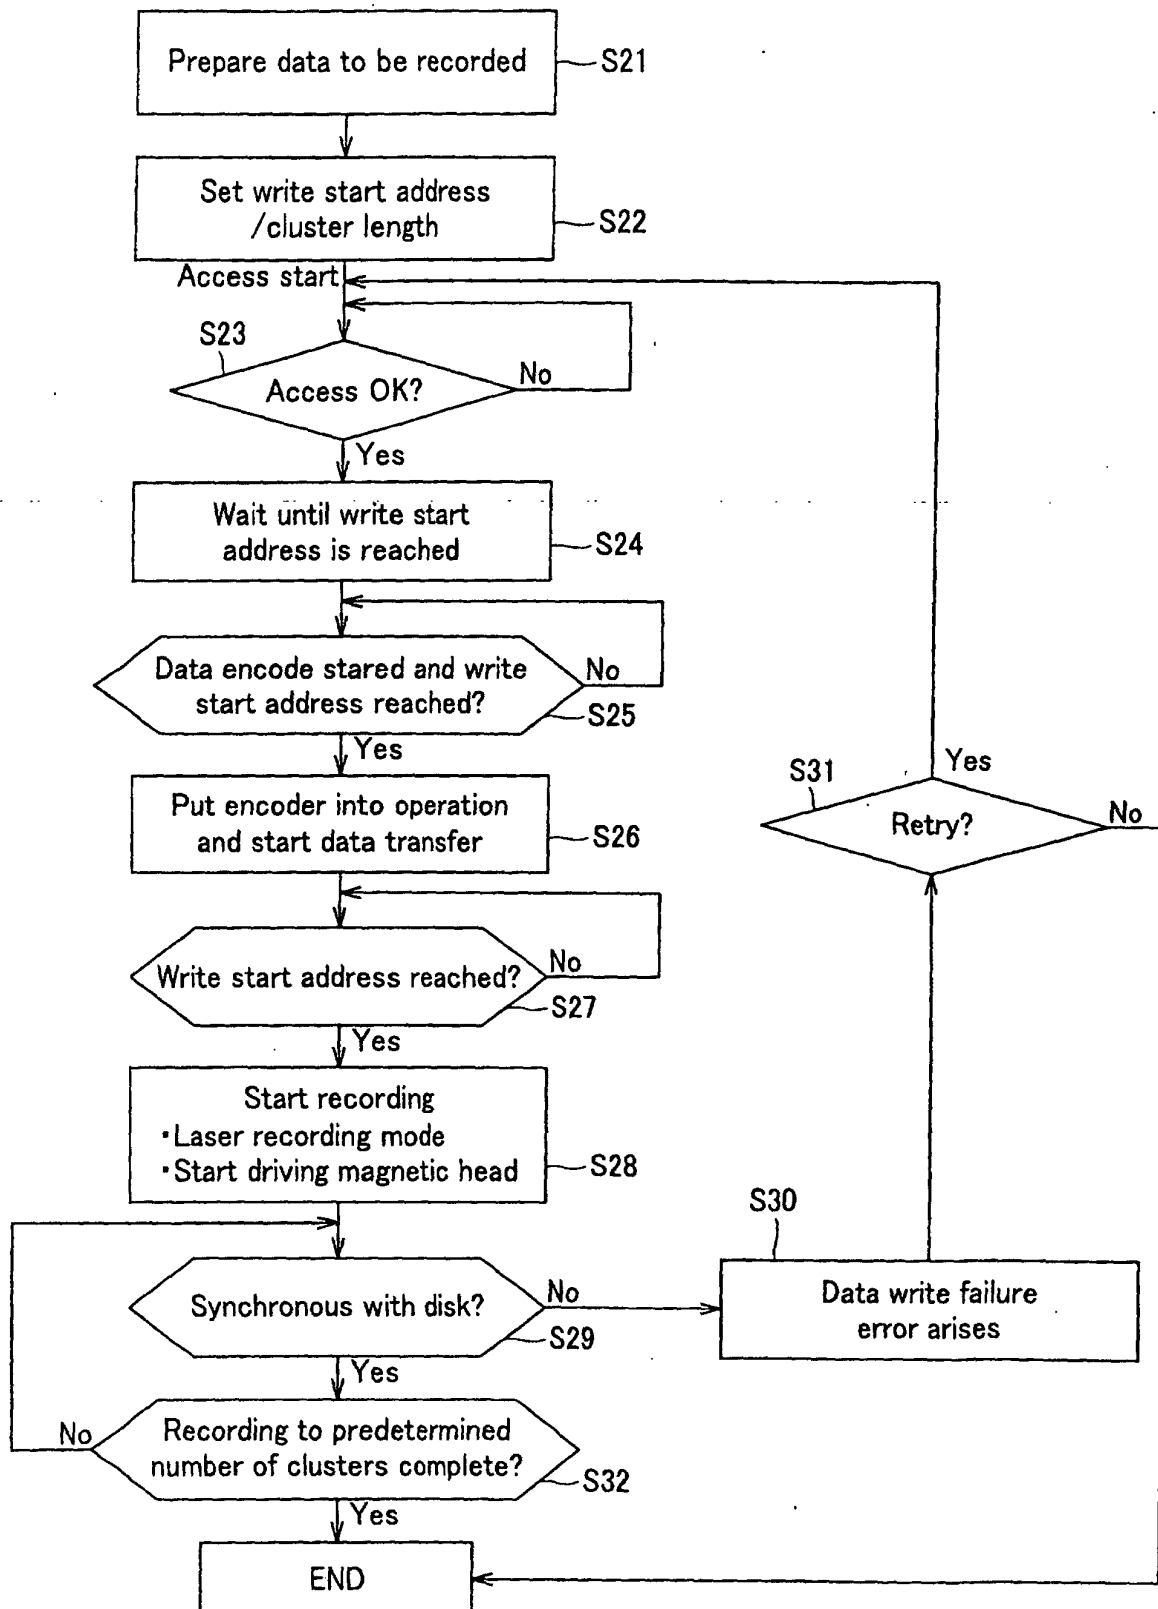 Prepare data to be recorded
S21
Set write start address
/cluster length
S22
Access start
S23
Access OK?
No
Yes
Wait until write start
address is reached
S24
Data encode stared and write
start address reached?
No
S25
Yes
Put encoder into operation
and start data transfer
S26
S31
Yes
Retry?
No
Write start address reached?
No
S27
Yes
Start recording
·Laser recording mode
·Start driving magnetic head
S28
Synchronous with disk?
No
S29
Yes
S30
Data write failure
error arises
No
Recording to predetermined
number of clusters complete?
S32
Yes
END